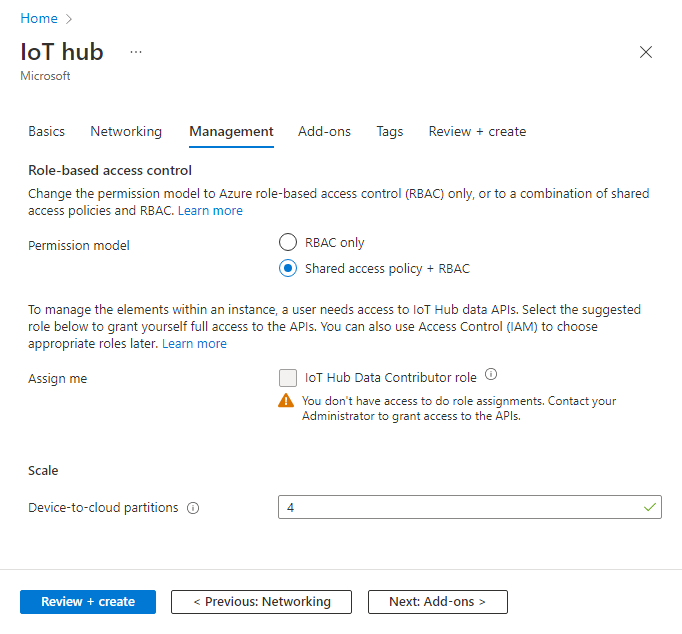 Home >
IoT hub ...
Microsoft
Basics Networking Management Add-ons Tags Review + create
Role-based access control
Change the permission model to Azure role-based access control (RBAC) only, or to a combination of shared
access policies and RBAC. Learn more
Permission model
RBAC only
Shared access policy + RBAC
To manage the elements within an instance, a user needs access to IoT Hub data APIs. Select the suggested
role below to grant yourself full access to the APIs. You can also use Access Control (IAM) to choose
appropriate roles later. Learn more
Assign me
IoT Hub Data Contributor role
You don't have access to do role assignments. Contact your
Administrator to grant access to the APIs.
Scale
Device-to-cloud partitions 4
Review + create < Previous: Networking Next: Add-ons >